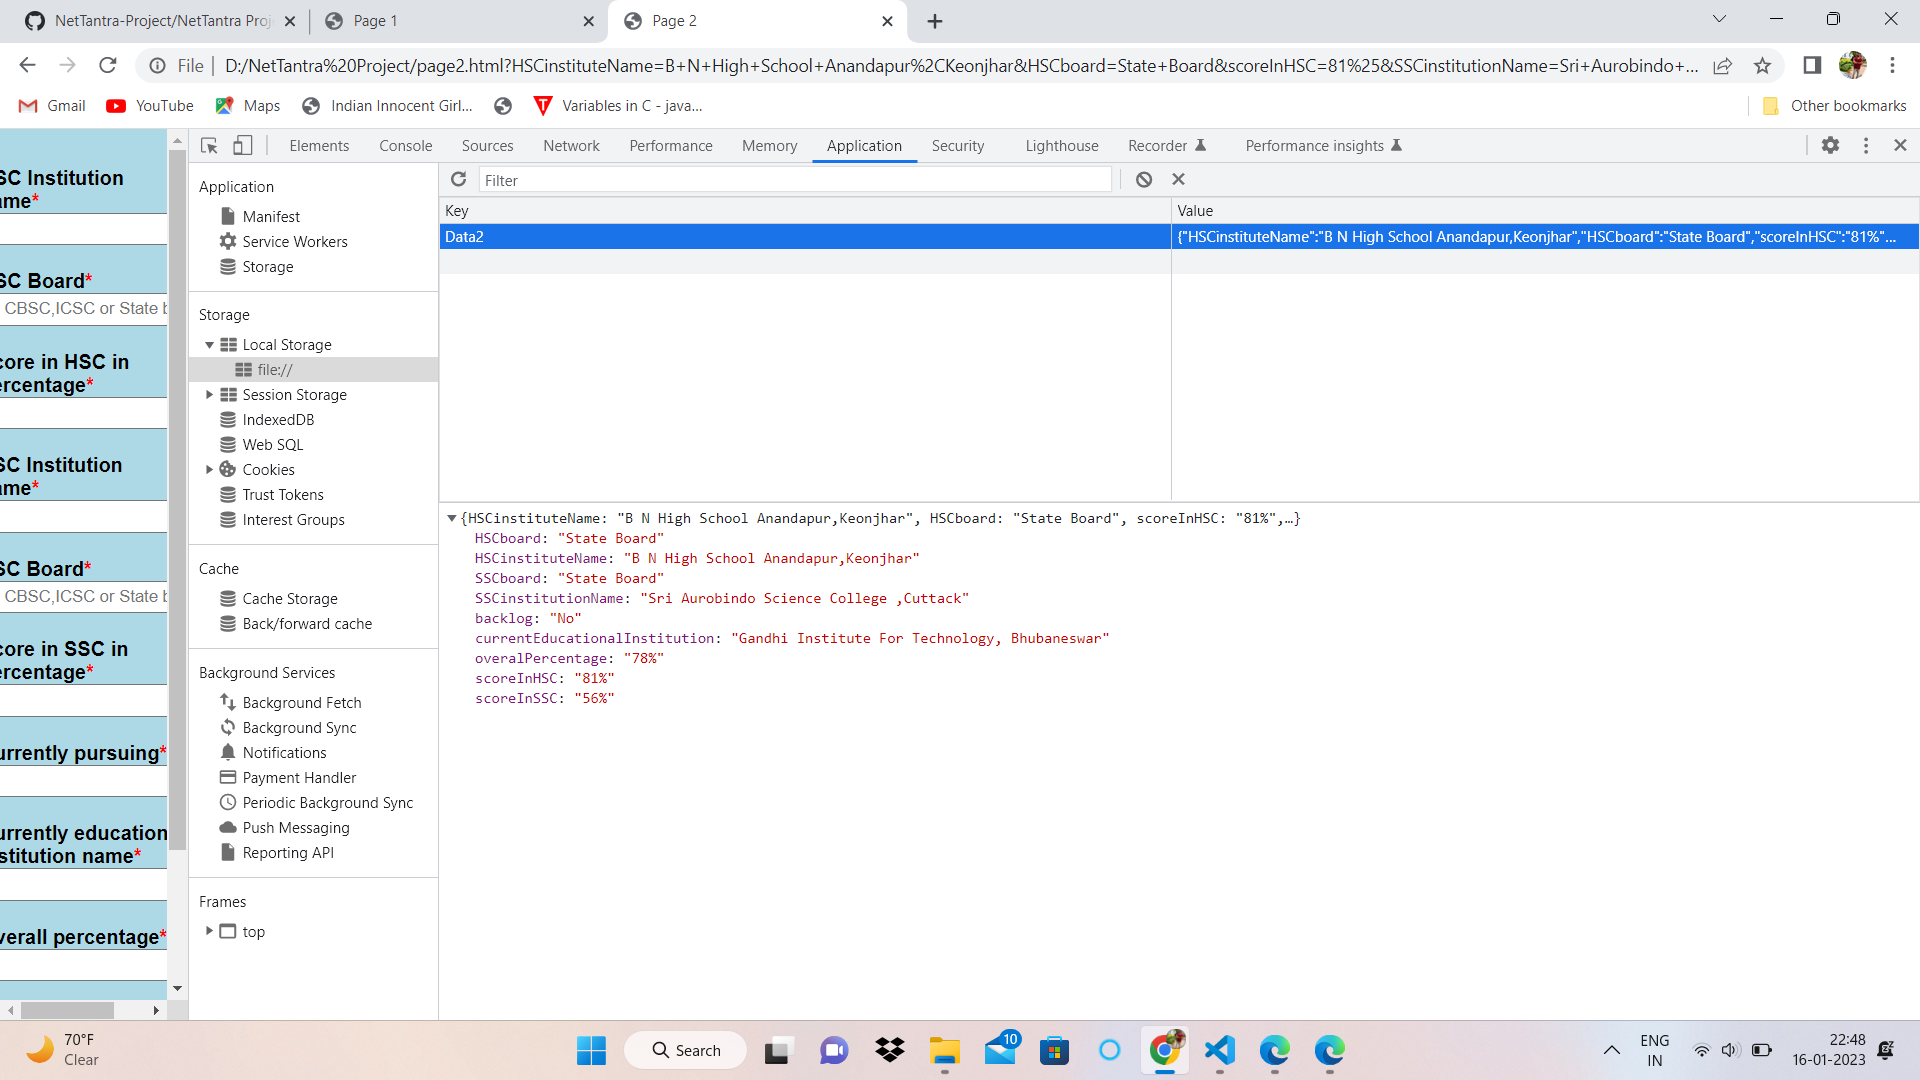 NetTantra-Project/NetTantra Proj
Page 1
Page 2
File
D:/NetTantra%20Project/page2.html?HSCinstituteName=B+N+High+School+Anandapur%2CKeonjhar&HSCboard=State+Board&scoreInHSC=81%25&SSCinstitutionName=Sri+Aurobindo+...
Gmail
YouTube
Maps
Indian Innocent Girl...
Variables in C - java...
Other bookmarks
SC Institution
ame*
SC Board*
CBSC,ICSC or State b
core in HSC in
ercentage*
SC Institution
ame*
SC Board*
CBSC,ICSC or State b
core in SSC in
ercentage*
urrently pursuing*
urrently education
stitution name*
verall percentage*
Elements
Console
Sources
Network
Performance
Memory
Application
Security
Lighthouse
Recorder
Performance insights
Application
Manifest
Service Workers
Storage
Storage
Local Storage
file://
Session Storage
IndexedDB
Web SQL
Cookies
Trust Tokens
Interest Groups
Cache
Cache Storage
Back/forward cache
Background Services
Background Fetch
Background Sync
Notifications
Payment Handler
Periodic Background Sync
Push Messaging
Reporting API
Frames
top
Filter
Key
Value
Data2
{"HSCinstituteName":"B N High School Anandapur,Keonjhar","HSCboard":"State Board","scoreInHSC":"81%"...
{HSCinstituteName: "B N High School Anandapur,Keonjhar", HSCboard: "State Board", scoreInHSC: "81%",…}
HSCboard: "State Board"
HSCinstituteName: "B N High School Anandapur,Keonjhar"
SSCboard: "State Board"
SSCinstitutionName: "Sri Aurobindo Science College ,Cuttack"
backlog: "No"
currentEducationalInstitution: "Gandhi Institute For Technology, Bhubaneswar"
overalPercentage: "78%"
scoreInHSC: "81%"
scoreInSSC: "56%"
70°F
Clear
Search
10
ENG
IN
22:48
16-01-2023